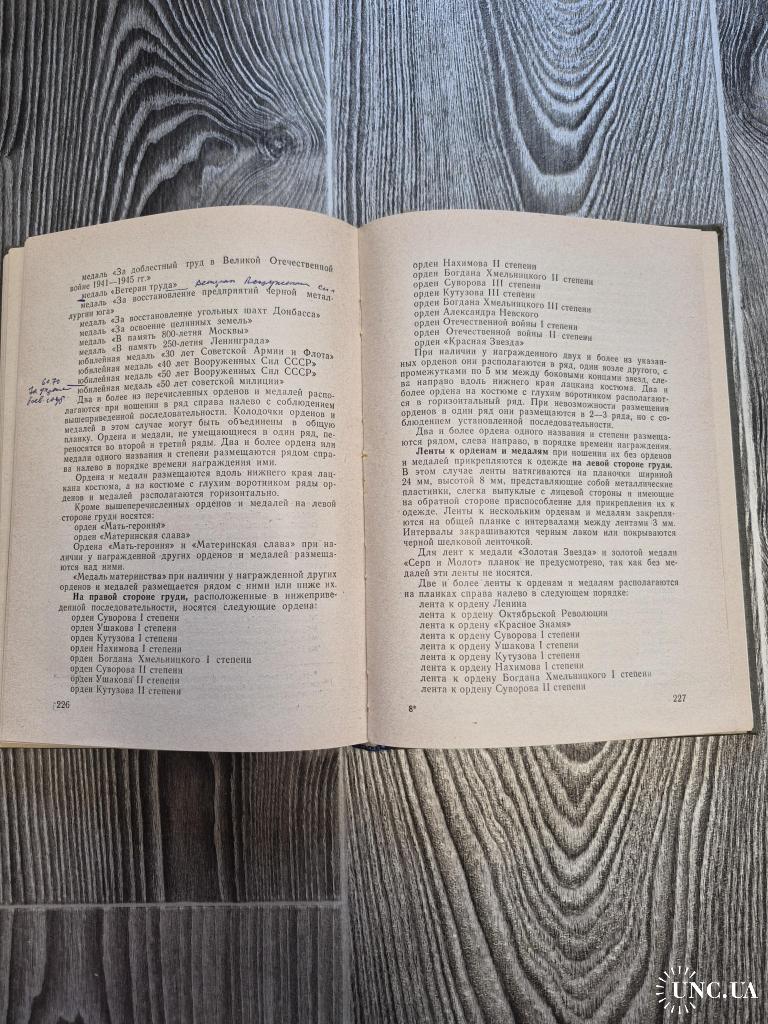 медаль «За доблестный труд в Великой Отечественной
войне 1941—1945 гг.»
медаль «Ветеран труда» ветеран Вооруженных сил
медаль «За восстановление предприятий черной метал-
лургии юга»
медаль «За восстановление угольных шахт Донбасса»
медаль «За освоение целинных земель»
медаль «В память 800-летия Москвы»
медаль «В память 250-летия Ленинграда»
юбилейная медаль «30 лет Советской Армии и Флота»
юбилейная медаль «40 лет Вооруженных Сил СССР»
юбилейная медаль «50 лет Вооруженных Сил СССР»
юбилейная медаль «50 лет советской милиции»
60 70
Два и более из перечисленных орденов и медалей распо-
лагаются при ношении в ряд справа налево с соблюдением
вышеприведенной последовательности. Колодочки орденов и
медалей в этом случае могут быть объединены в общую
планку. Ордена и медали, не умещающиеся в один ряд, пе-
реносятся во второй и третий ряды. Два и более ордена или
медали одного названия и степени размещаются рядом спра-
ва налево в порядке времени награждения ими.
Ордена и медали размещаются вдоль нижнего края лац-
кана костюма, а на костюме с глухим воротником ряды ор-
денов и медалей располагаются горизонтально.
Кроме вышеперечисленных орденов и медалей на левой
стороне груди носятся:
орден «Мать-героиня»
орден «Материнская слава»
Ордена «Мать-героиня» и «Материнская слава» при на-
личии у награжденной других орденов и медалей размеща-
ются над ними.
«Медаль материнства» при наличии у награжденной других
орденов и медалей размещается рядом с ними или ниже их.
На правой стороне груди, расположенные в нижеприве-
денной последовательности, носятся следующие ордена:
орден Суворова I степени
орден Ушакова I степени
орден Кутузова I степени
орден Нахимова I степени
орден Богдана Хмельницкого I степени
орден Суворова II степени
орден Ушакова II степени
орден Кутузова II степени
226
орден Нахимова II степени
орден Богдана Хмельницкого II степени
орден Суворова III степени
орден Кутузова III степени
орден Богдана Хмельницкого III степени
орден Александра Невского
орден Отечественной войны I степени
орден Отечественной войны II степени
орден «Красная Звезда»
При наличии у награжденного двух и более из указан-
ных орденов они располагаются в ряд, один возле другого, с
промежутками по 5 мм между боковыми концами звезд, сле-
ва направо вдоль нижнего края лацкана костюма. Два и
более ордена на костюме с глухим воротником располагают-
ся в горизонтальный ряд. При невозможности размещения
орденов в один ряд они размещаются в 2—3 ряда, но с со-
блюдением установленной последовательности.
Два и более ордена одного названия и степени размеща-
ются рядом, слева направо, в порядке времени награждения.
Ленты к орденам и медалям при ношении их без орденов
и медалей прикрепляются к одежде на левой стороне груди.
В этом случае ленты натягиваются на планочки шириной
24 мм, высотой 8 мм, представляющие собой металлические
пластинки, слегка выпуклые с лицевой стороны и имеющие
на обратной стороне приспособление для прикрепления их к
одежде. Ленты к нескольким орденам и медалям закрепля-
ются на общей планке с интервалами между лентами 3 мм.
Интервалы закрашиваются черным лаком или покрываются
черной шелковой ленточкой.
Для лент к медали «Золотая Звезда» и золотой медали
«Серп и Молот» планок не предусмотрено, так как без ме-
далей эти ленты не носятся.
Две и более ленты к орденам и медалям располагаются
на планках справа налево в следующем порядке:
лента к ордену Ленина
лента к ордену Октябрьской Революции
лента к ордену «Красное Знамя»
лента к ордену Суворова I степени
лента к ордену Ушакова I степени
лента к ордену Кутузова I степени
лента к ордену Нахимова I степени
лента к ордену Богдана Хмельницкого I степени
лента к ордену Суворова II степени
8*
227
UNC.UA